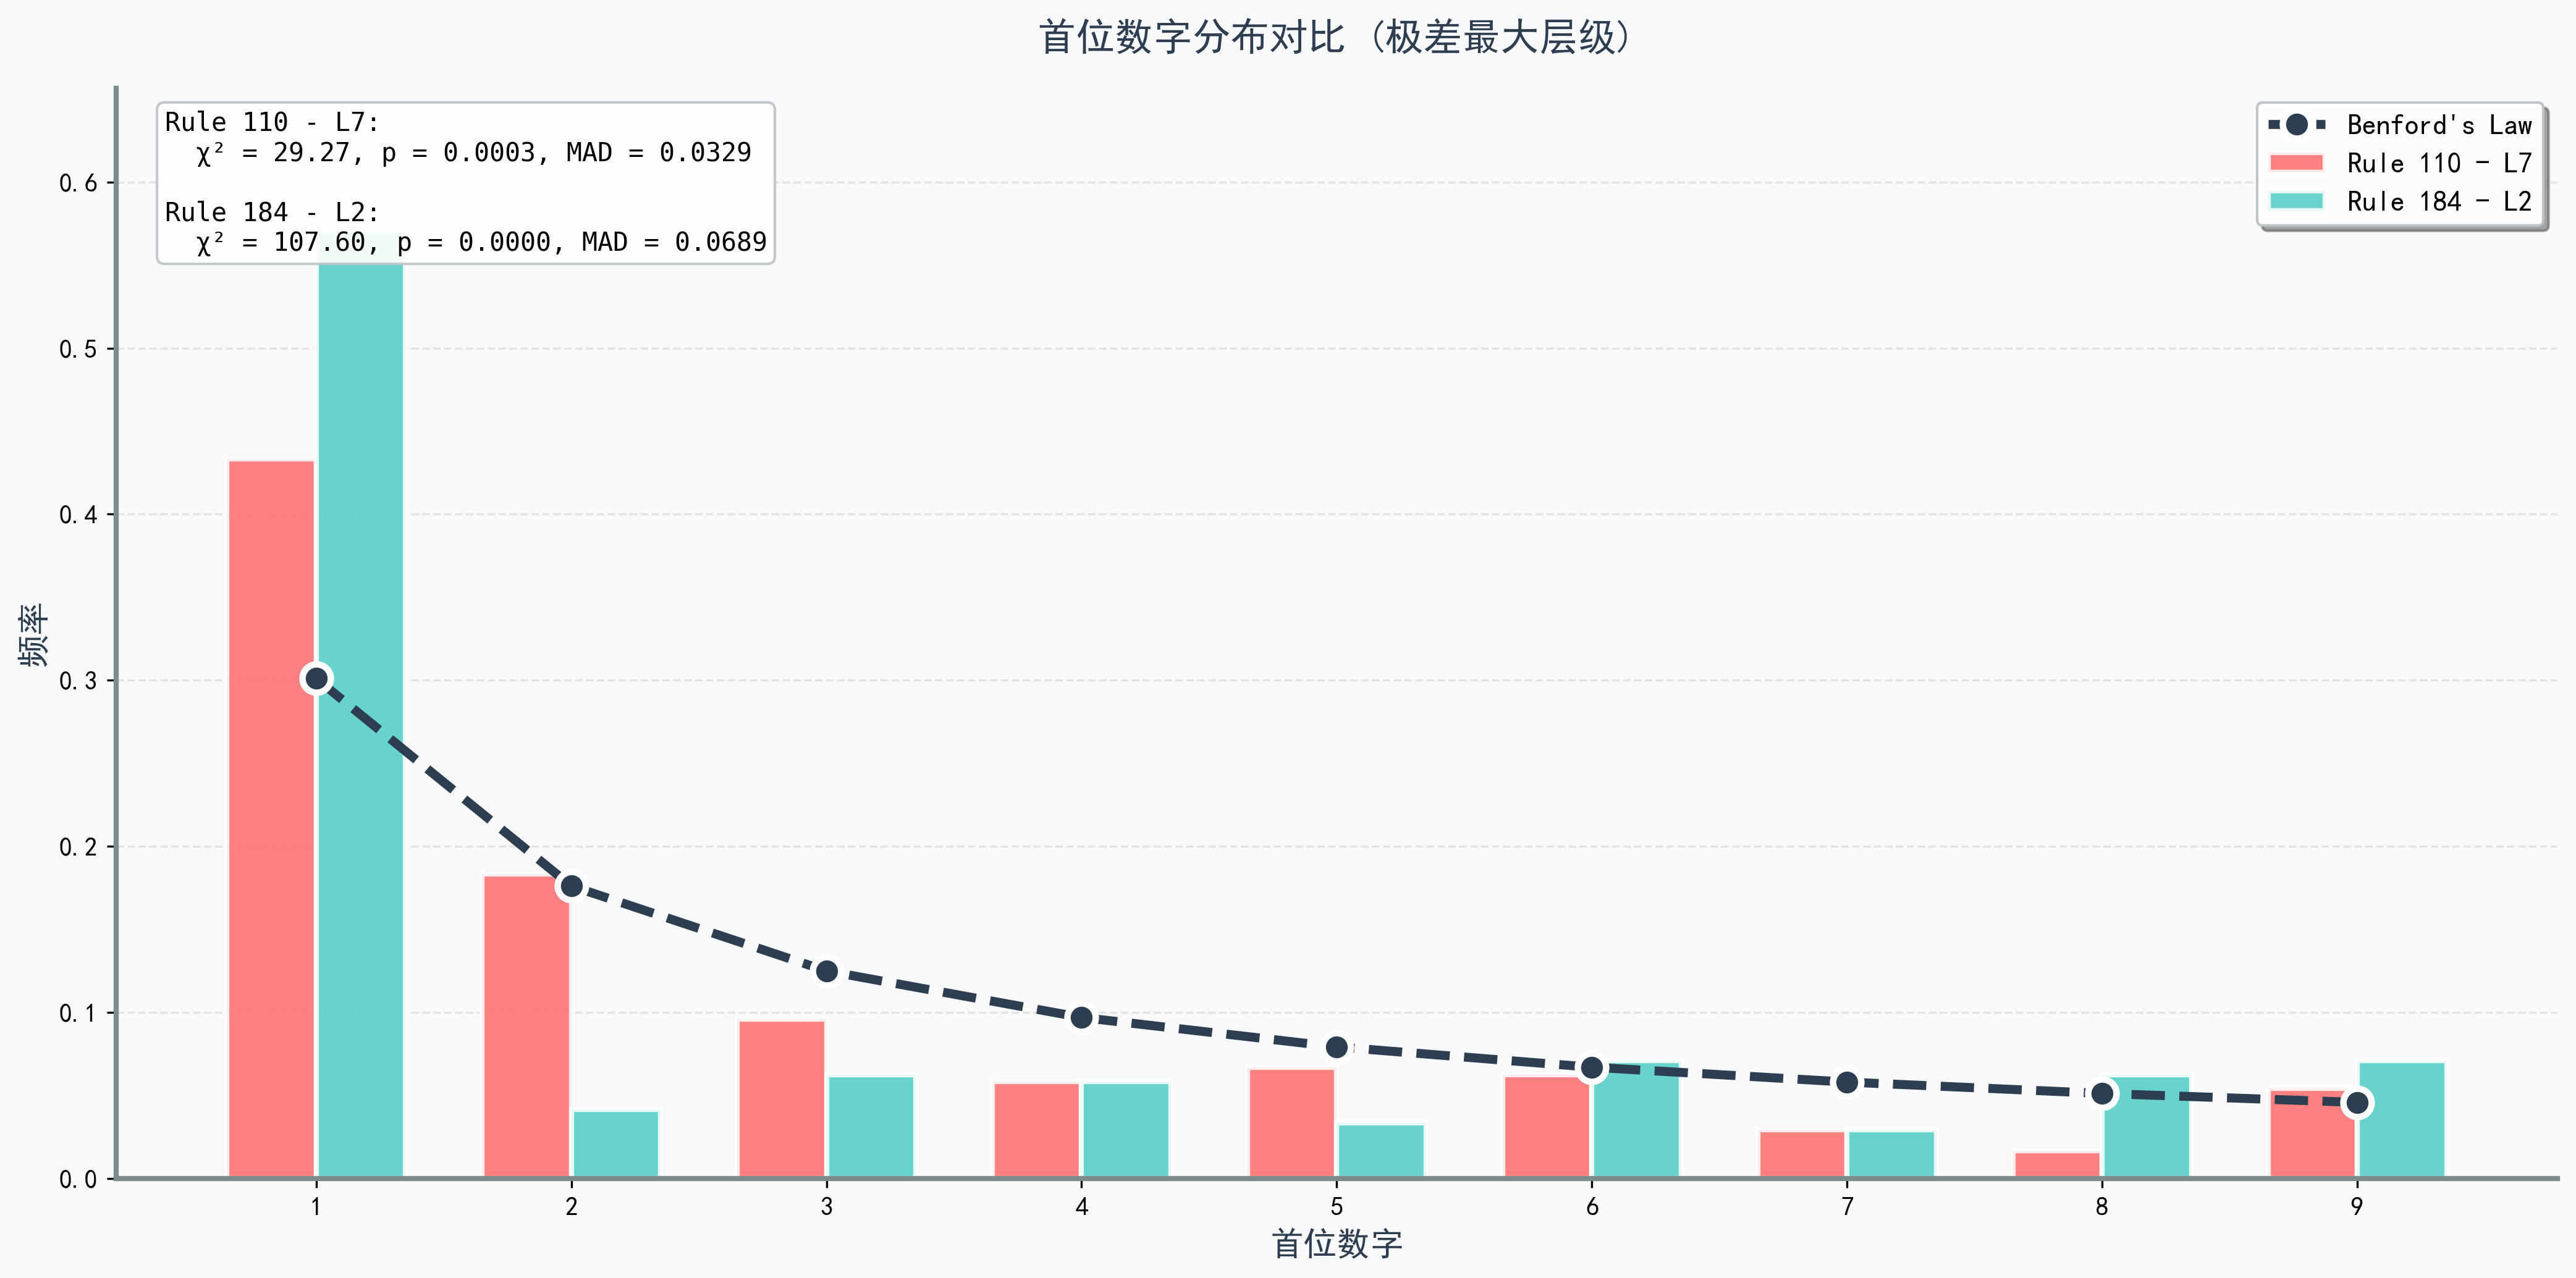 首位数字分布对比 (极差最大层级)
Rule 110 - L7:
χ² = 29.27, p = 0.0003, MAD = 0.0329
Rule 184 - L2:
χ² = 107.60, p = 0.0000, MAD = 0.0689
Benford's Law
Rule 110 - L7
Rule 184 - L2
频率
0.6
0.5
0.4
0.3
0.2
0.1
0.0
1 2 3 4 5 6 7 8 9
首位数字